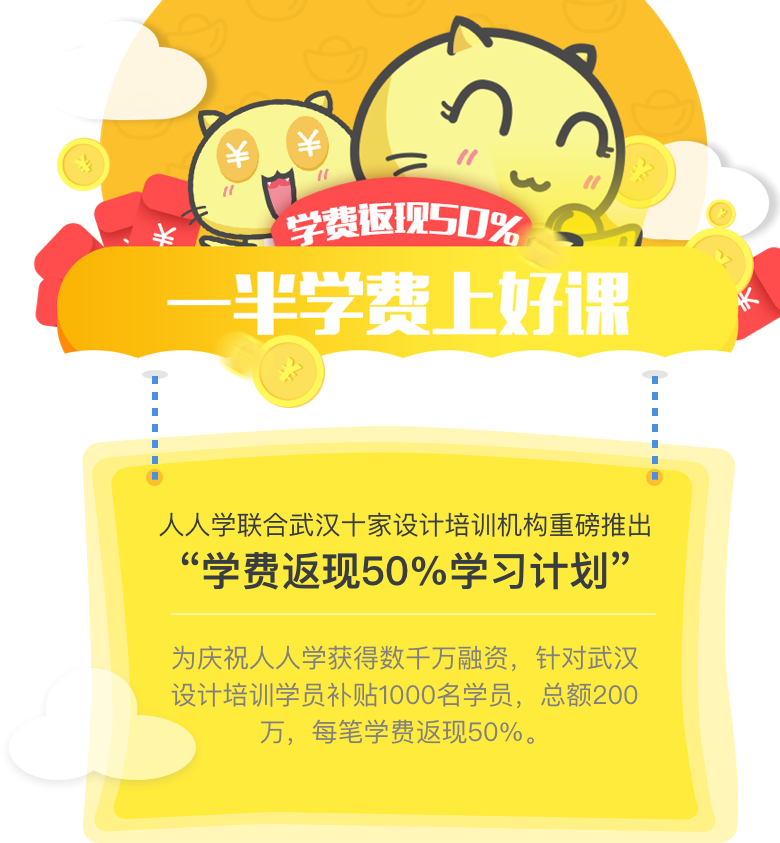 学费返现50%
一半学费上好课
人人学联合武汉十家设计培训机构重磅推出
“学费返现50%学习计划”
为庆祝人人学获得数千万融资，针对武汉
设计培训学员补贴1000名学员，总额200
万，每笔学费返现50%。